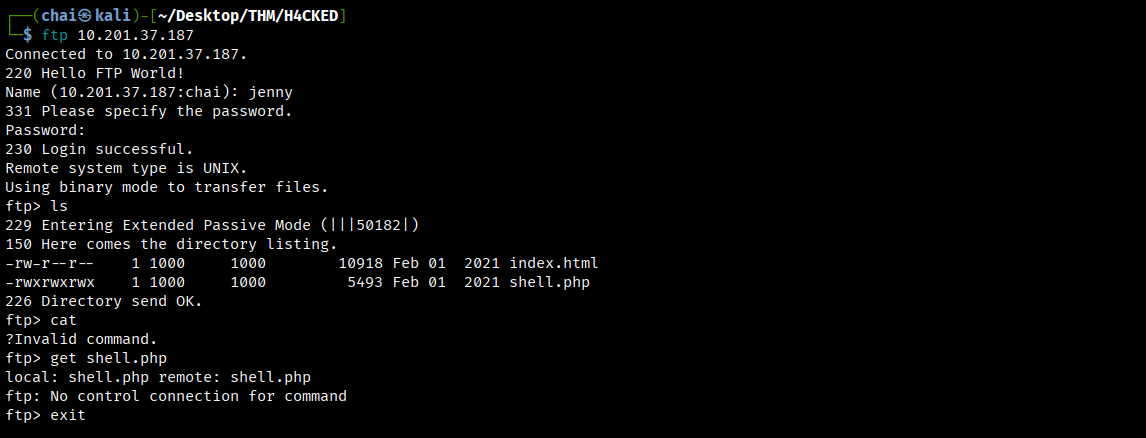 ┌──(chai㉿kali)-[~/Desktop/THM/H4CKED]
└─$ ftp 10.201.37.187
Connected to 10.201.37.187.
220 Hello FTP World!
Name (10.201.37.187:chai): jenny
331 Please specify the password.
Password:
230 Login successful.
Remote system type is UNIX.
Using binary mode to transfer files.
ftp> ls
229 Entering Extended Passive Mode (|||50182|)
150 Here comes the directory listing.
-rw-r--r--    1 1000     1000        10918 Feb 01  2021 index.html
-rwxrwxrwx    1 1000     1000         5493 Feb 01  2021 shell.php
226 Directory send OK.
ftp> cat
?Invalid command.
ftp> get shell.php
local: shell.php remote: shell.php
ftp: No control connection for command
ftp> exit